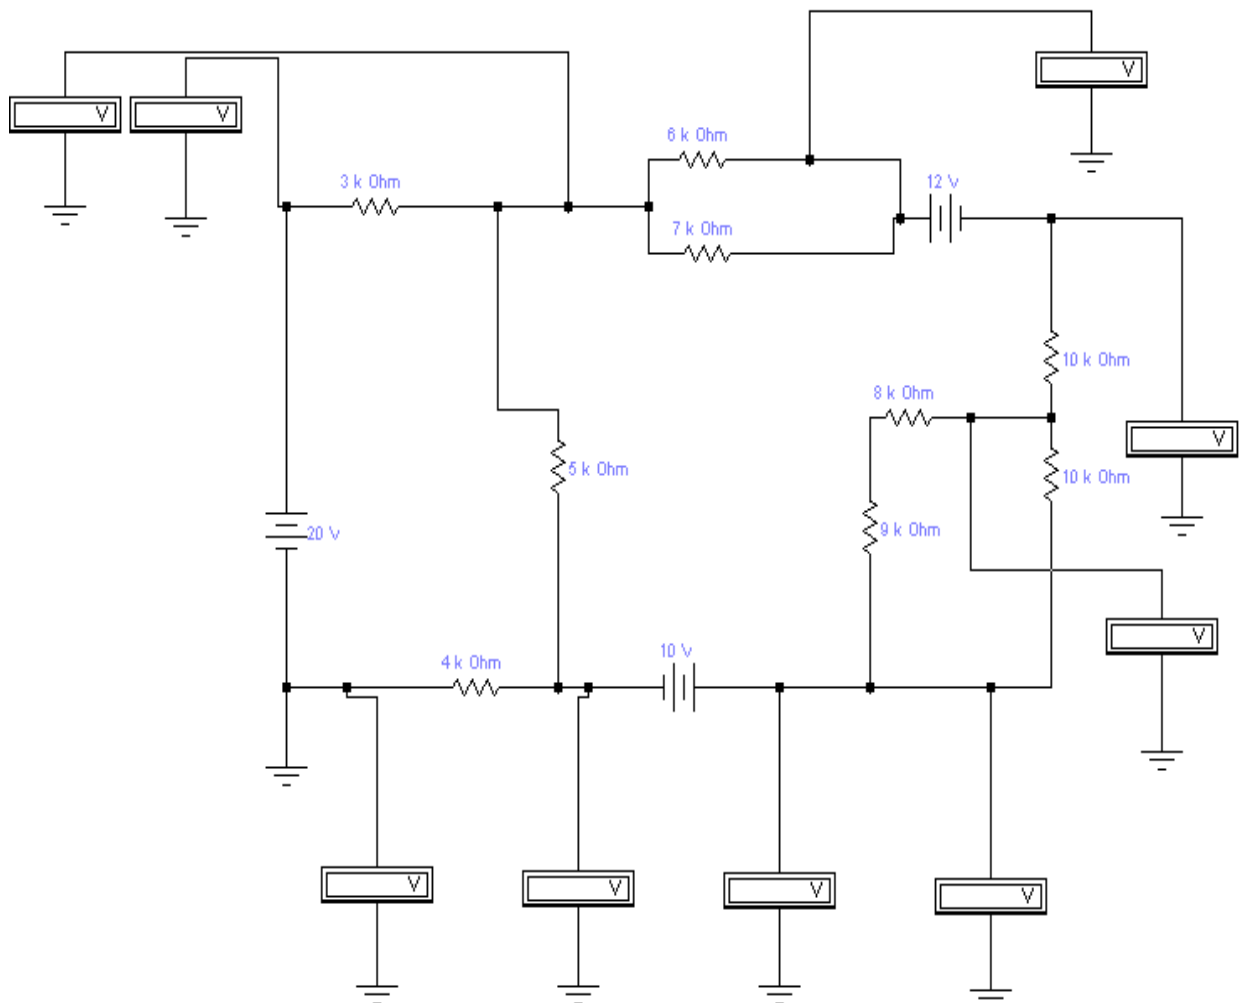 V
V
V
6 k Ohm
3 k Ohm
12 V
7 k Ohm
10 k Ohm
8 k Ohm
V
5 k Ohm
10 k Ohm
20 V
9 k Ohm
V
10 V
4 k Ohm
V
V
V
V